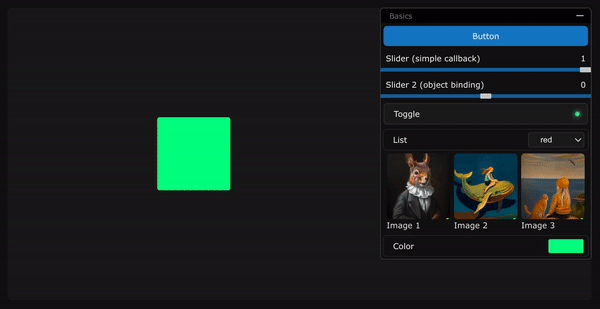 Basics
Button
Slider (simple callback) 1
Slider 2 (object binding) 0
Toggle
List red
Image 1 Image 2 Image 3
Color